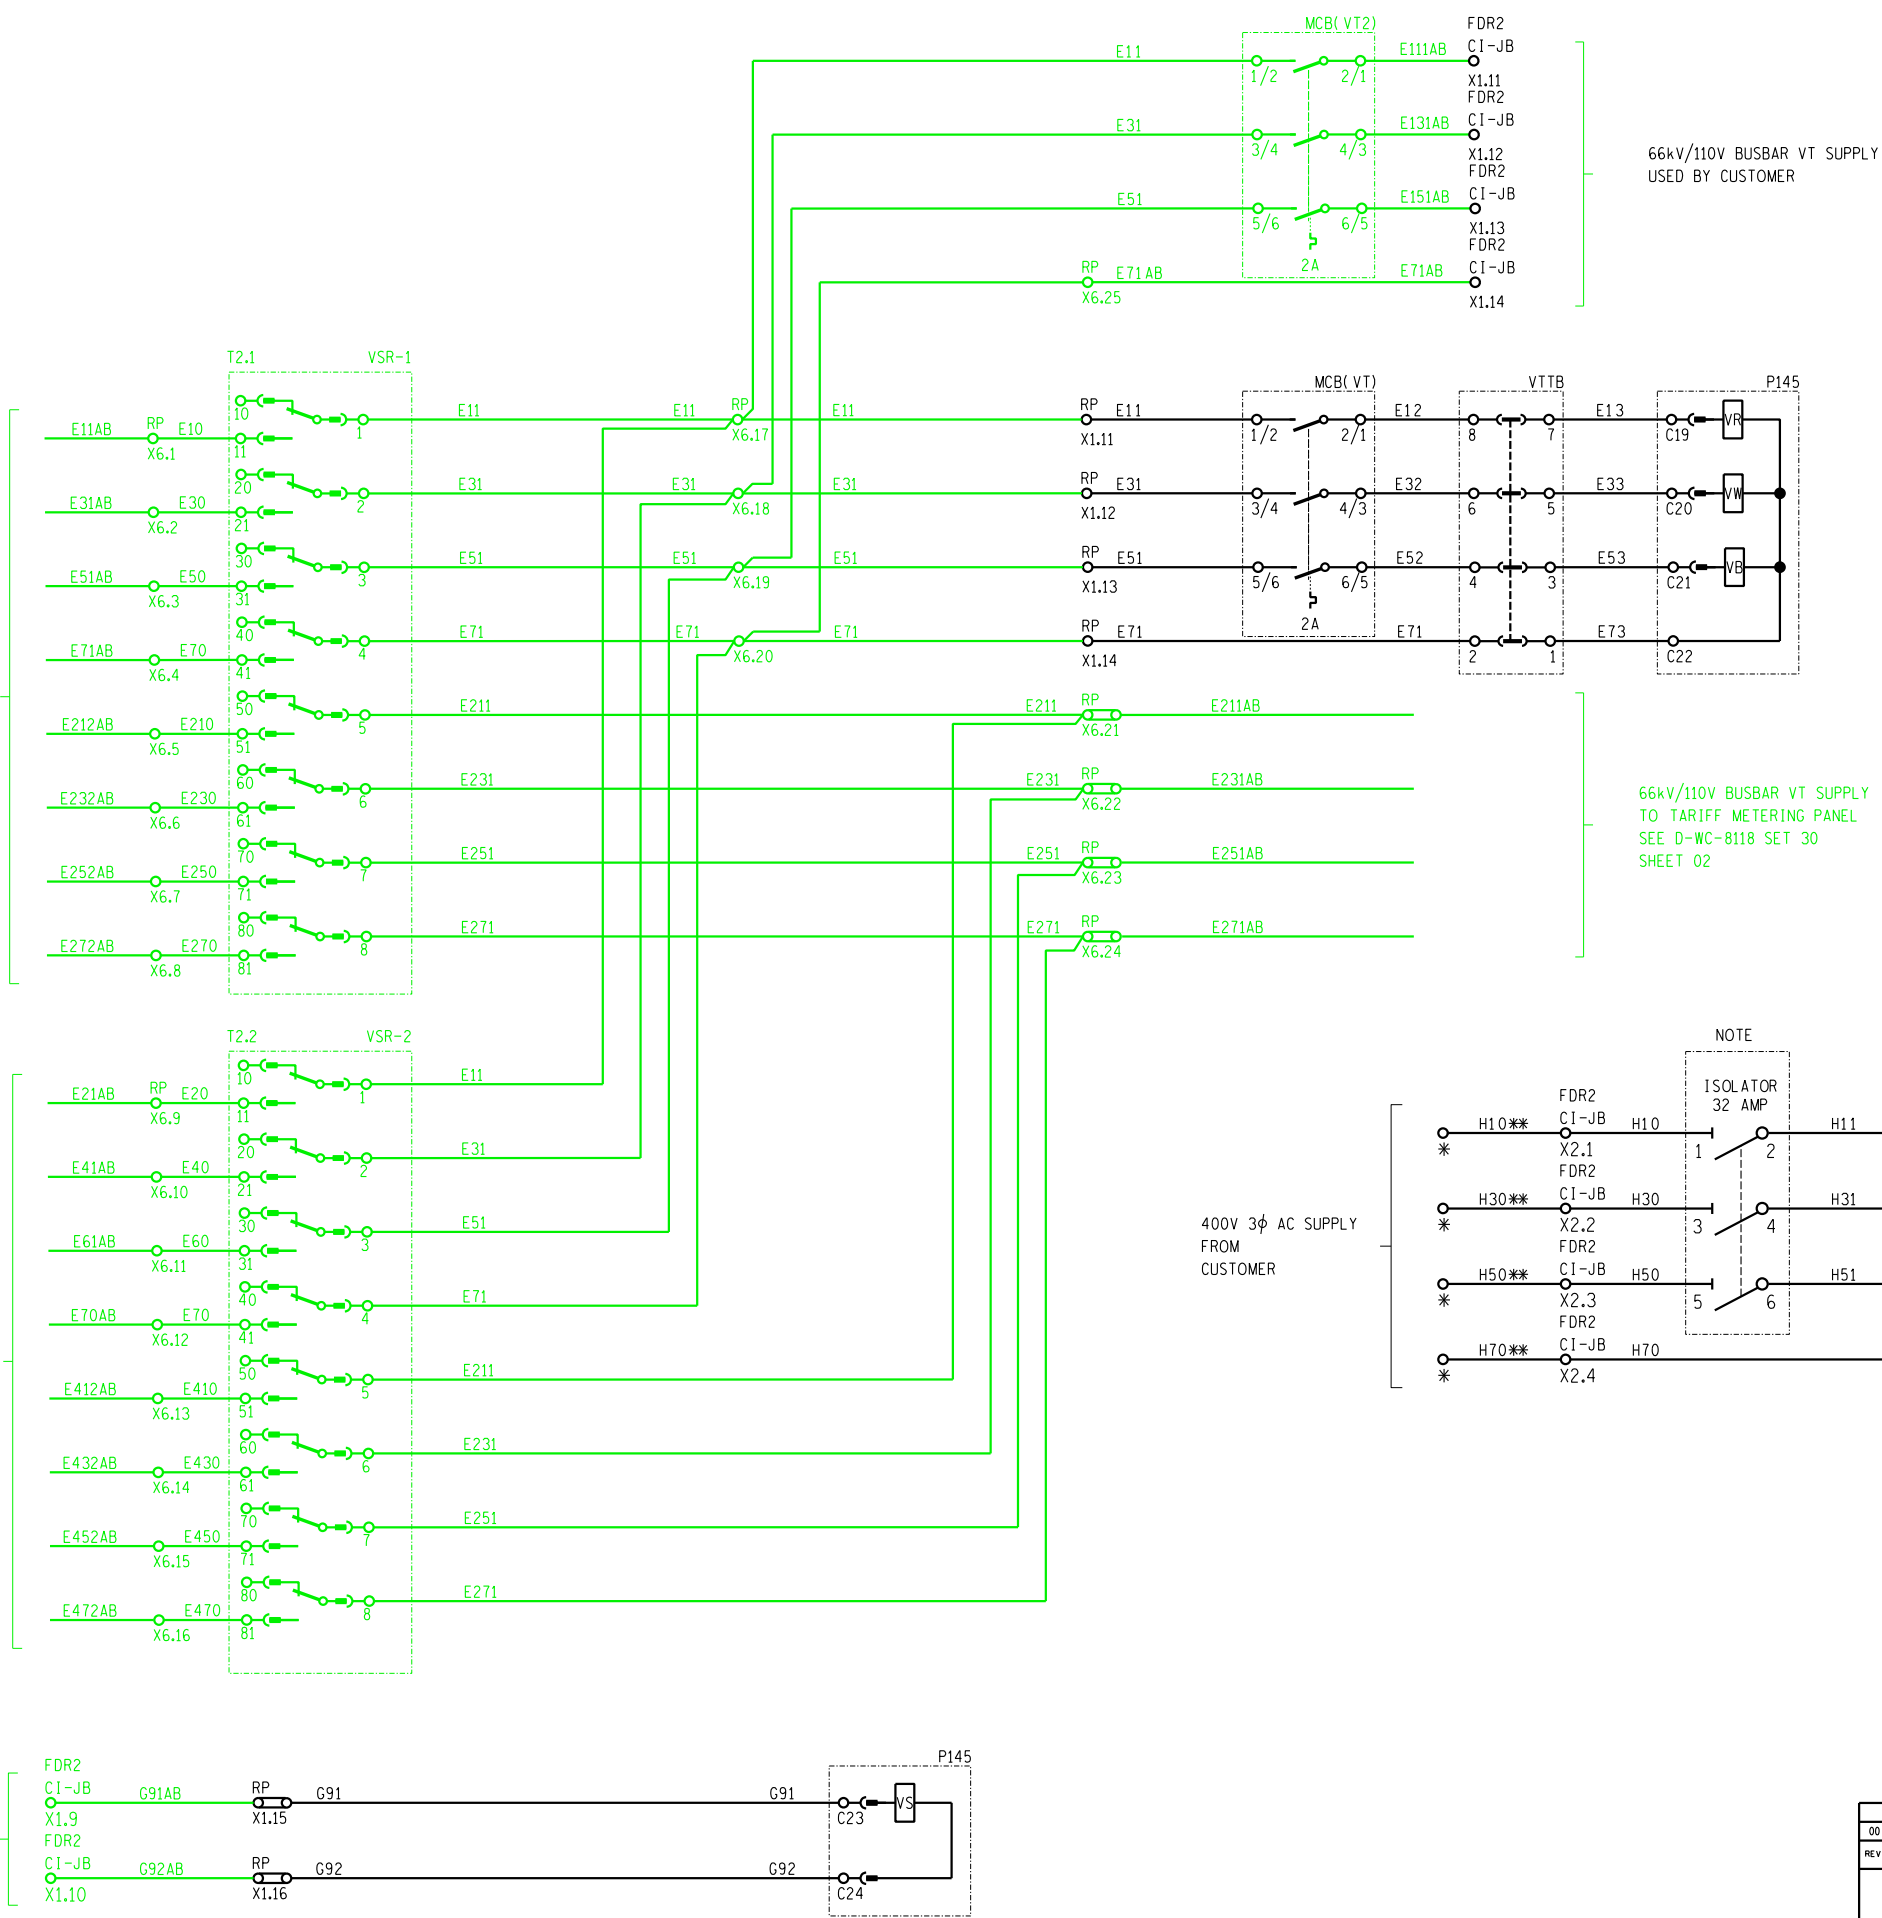 MCB(VT2)
FDR2
CI-JB
E11
E111AB
1/2
2/1
X1.11
FDR2
CI-JB
E31
E131AB
3/4
4/3
X1.12
FDR2
CI-JB
E51
E151AB
5/6
6/5
X1.13
FDR2
CI-JB
2A
RP
E71AB
E71AB
X6.25
X1.14
66kV/110V BUSBAR VT SUPPLY
USED BY CUSTOMER
T2.1 VSR-1
10
E11AB
RP
E10
X6.1
11
1
E11
E11
RP
E11
X6.17
20
E31AB
E30
X6.2
21
2
E31
E31
E31
X6.18
30
E51AB
E50
X6.3
31
3
E51
E51
E51
X6.19
40
E71AB
E70
X6.4
41
4
E71
E71
E71
X6.20
50
E212AB
E210
X6.5
51
5
E211
E211
RP
E211AB
X6.21
60
E232AB
E230
X6.6
61
6
E231
E231
RP
E231AB
X6.22
70
E252AB
E250
X6.7
71
7
E251
E251
RP
E251AB
X6.23
80
E272AB
E270
X6.8
81
8
E271
E271
RP
E271AB
X6.24
MCB(VT)
VTTB
P145
RP
E11
X1.11
1/2
2/1
E12
8
7
E13
C19
VR
RP
E31
X1.12
3/4
4/3
E32
6
5
E33
C20
VW
RP
E51
X1.13
5/6
6/5
E52
4
3
E53
C21
VB
2A
RP
E71
X1.14
E71
2
1
E73
C22
66kV/110V BUSBAR VT SUPPLY
TO TARIFF METERING PANEL
SEE D-WC-8118 SET 30
SHEET 02
T2.2 VSR-2
10
E21AB
RP
E20
X6.9
11
1
E11
20
E41AB
E40
X6.10
21
2
E31
30
E61AB
E60
X6.11
31
3
E51
40
E70AB
E70
X6.12
41
4
E71
50
E412AB
E410
X6.13
51
5
E211
60
E432AB
E430
X6.14
61
6
E231
70
E452AB
E450
X6.15
71
7
E251
80
E472AB
E470
X6.16
81
8
E271
400V 3ϕ AC SUPPLY
FROM
CUSTOMER
NOTE
ISOLATOR
32 AMP
FDR2
CI-JB
H10**
*
X2.1
H10
1
2
H11
FDR2
CI-JB
H30**
*
X2.2
H30
3
4
H31
FDR2
CI-JB
H50**
*
X2.3
H50
5
6
H51
FDR2
CI-JB
H70**
*
X2.4
H70
FDR2
CI-JB
X1.9
G91AB
RP
X1.15
G91
G91
P145
C23
VS
FDR2
CI-JB
X1.10
G92AB
RP
X1.16
G92
G92
C24
00
REV